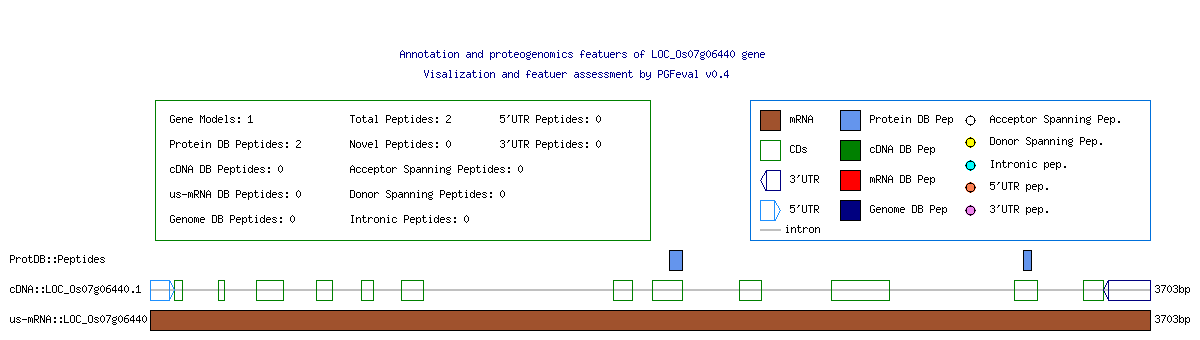 Annotation and proteogenomics featuers of LOC_Os07g06440 gene
Visalization and featuer assessment by PGFeval v0.4
Gene Models: 1 Total Peptides: 2 5'UTR Peptides: 0
Protein DB Peptides: 2 Novel Peptides: 0 3'UTR Peptides: 0
cDNA DB Peptides: 0 Acceptor Spanning Peptides: 0
us-mRNA DB Peptides: 0 Donor Spanning Peptides: 0
Genome DB Peptides: 0 Intronic Peptides: 0
mRNA Protein DB Pep Acceptor Spanning Pep.
CDs cDNA DB Pep Donor Spanning Pep.
3'UTR mRNA DB Pep Intronic pep.
5'UTR Genome DB Pep 5'UTR pep.
intron 3'UTR pep.
ProtDB::Peptides
cDNA::LOC_Os07g06440.1 3703bp
us-mRNA::LOC_Os07g06440 3703bp